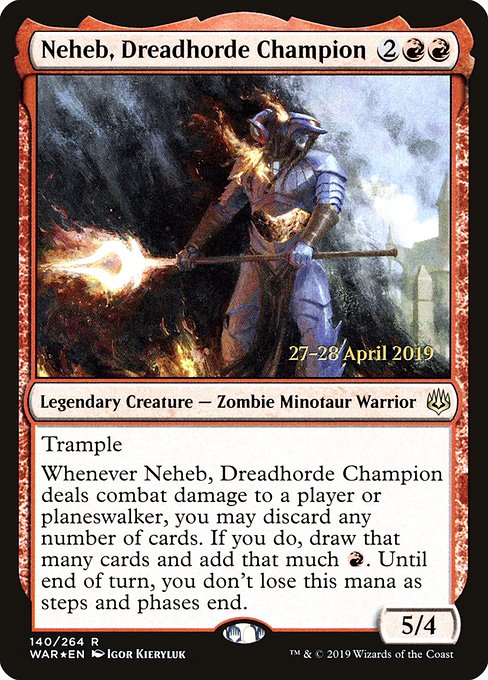 Neheb, Dreadhorde Champion 2
27–28 April 2019
Legendary Creature — Zombie Minotaur Warrior
Trample
Whenever Neheb, Dreadhorde Champion
deals combat damage to a player or
planeswalker, you may discard any
number of cards. If you do, draw that
many cards and add that much . Until
end of turn, you don't lose this mana as
steps and phases end.
5/4
140/264 R
WAR★EN Igor Kieryluk
™ & © 2019 Wizards of the Coast